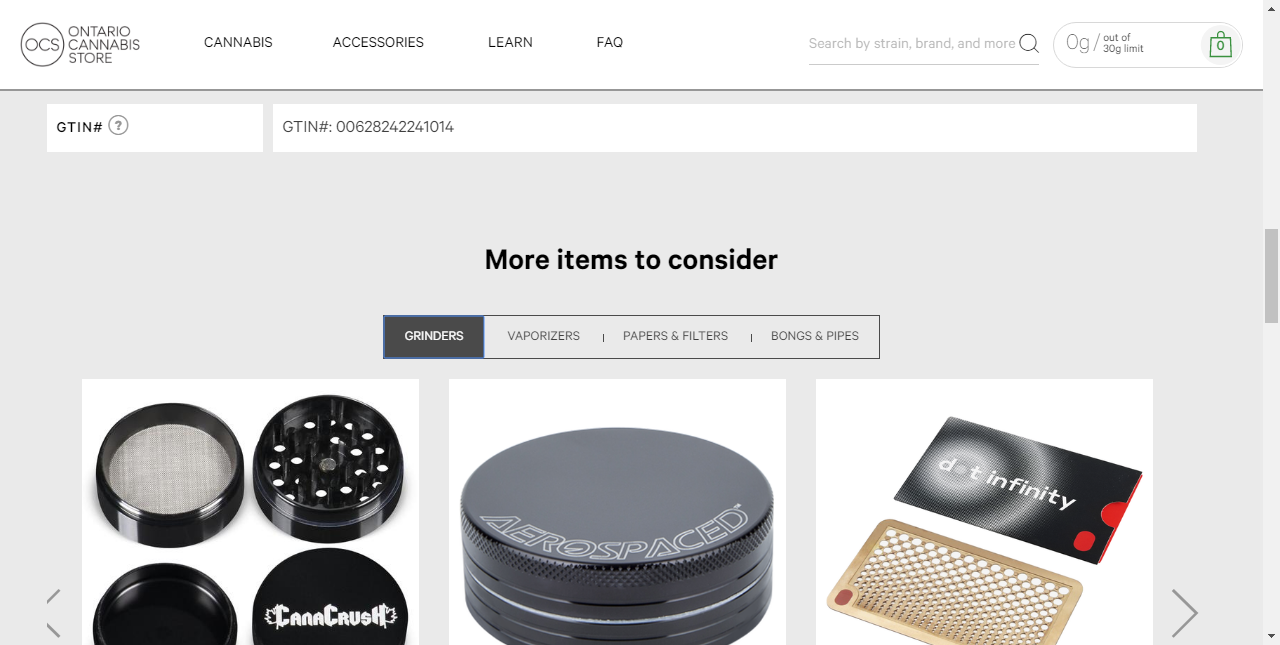 OCS
ONTARIO
CANNABIS
STORE
CANNABIS
ACCESSORIES
LEARN
FAQ
Search by strain, brand, and more
0g / out of
30g limit
0
GTIN# ?
GTIN#: 00628242241014
More items to consider
GRINDERS
VAPORIZERS
PAPERS & FILTERS
BONGS & PIPES
AEROSPACED™
dot infinity
CANACRUSH